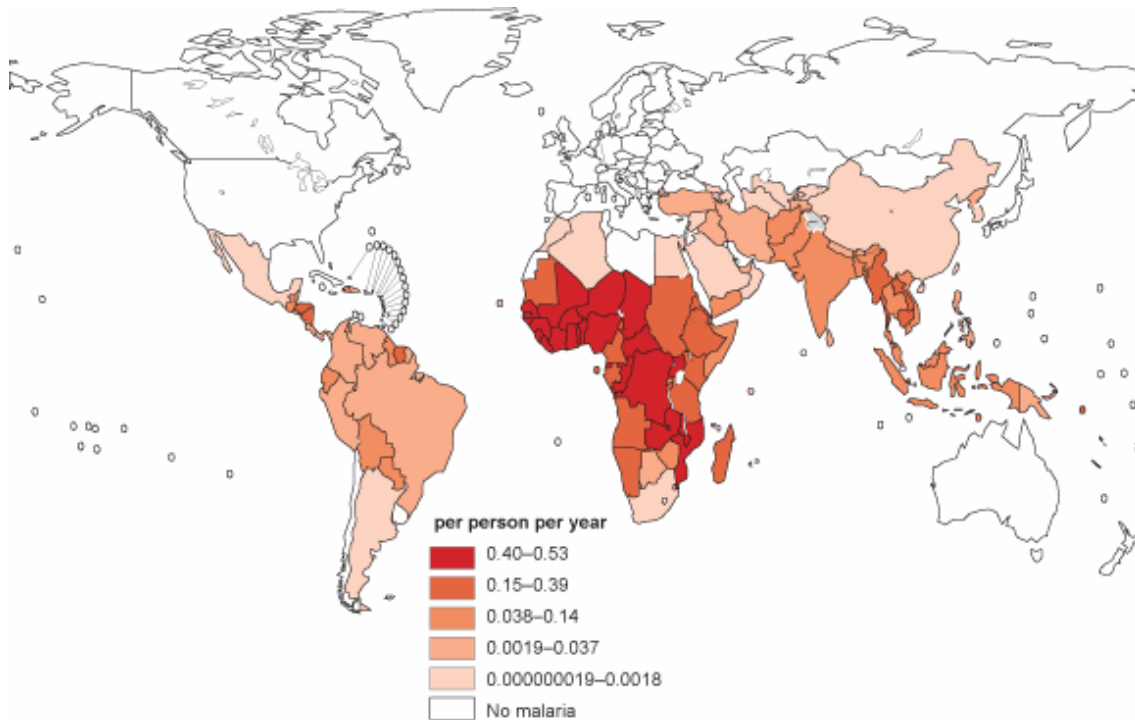 per person per year
0.40–0.53
0.15–0.39
0.038–0.14
0.0019–0.037
0.000000019–0.0018
No malaria